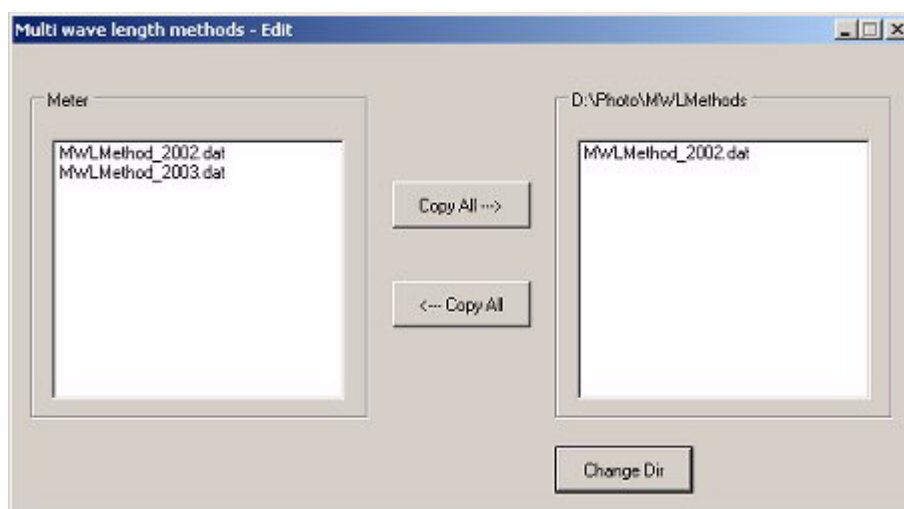 Multi wave length methods - Edit
Meter
MWLMethod_2002.dat
MWLMethod_2003.dat
Copy All --->
<--- Copy All
D:\Photo\MWLMethods
MWLMethod_2002.dat
Change Dir